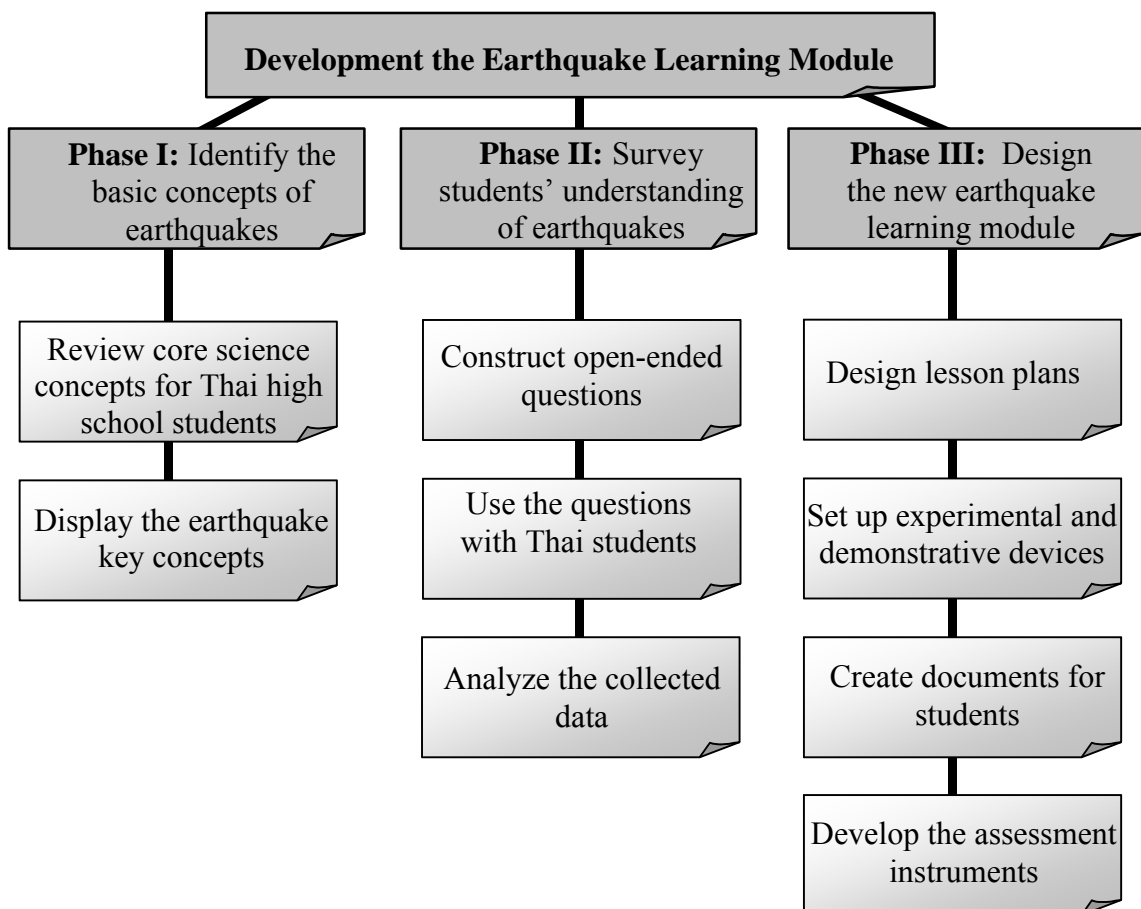 Development the Earthquake Learning Module
Phase I: Identify the
basic concepts of
earthquakes
Review core science
concepts for Thai high
school students
Display the earthquake
key concepts
Phase II: Survey
students’ understanding
of earthquakes
Construct open-ended
questions
Use the questions
with Thai students
Analyze the collected
data
Phase III: Design
the new earthquake
learning module
Design lesson plans
Set up experimental and
demonstrative devices
Create documents for
students
Develop the assessment
instruments